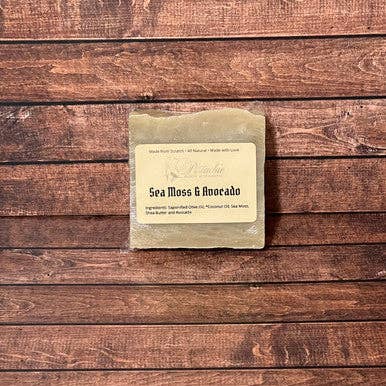 Made from Scratch • All Natural • Made with Love
Sea Moss & Avocado
Ingredients: Saponified Olive Oil, *Coconut Oil, Sea Moss,
Shea Butter and Avocado